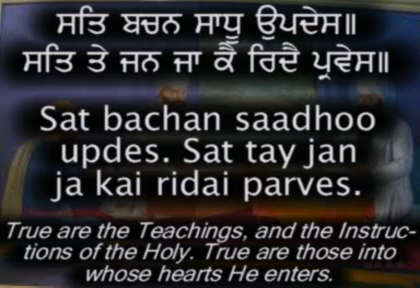 ਸਤਿ ਬਚਨ ਸਾਧੂ ਉਪਦੇਸ॥
ਸਤਿ ਤੇ ਜਨ ਜਾ ਕੈ ਰਿਦੈ ਪ੍ਰਵੇਸ॥
Sat bachan saadhoo
updes. Sat tay jan
ja kai ridai parves.
True are the Teachings, and the Instruc-
tions of the Holy. True are those into
whose hearts He enters.